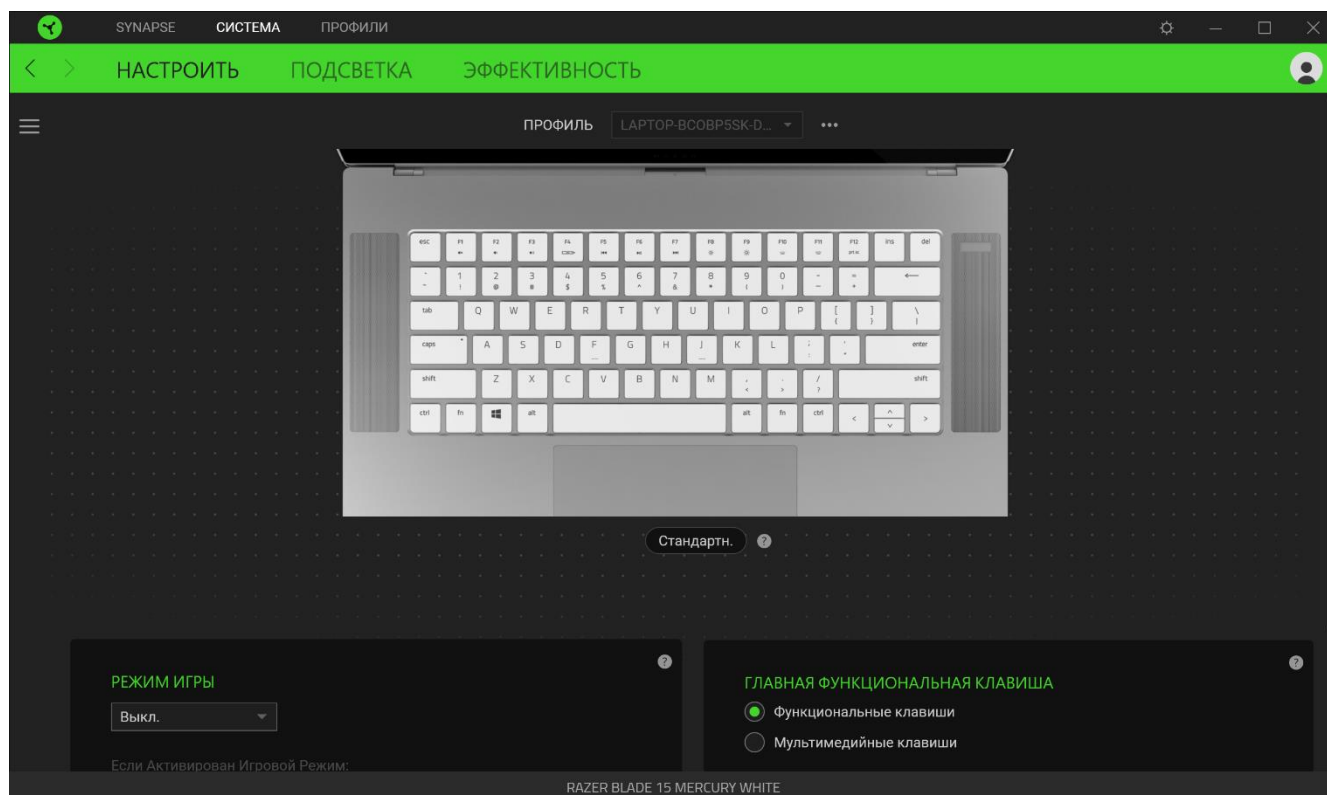 SYNAPSE СИСТЕМА ПРОФИЛИ
НАСТРОИТЬ ПОДСВЕТКА ЭФФЕКТИВНОСТЬ
ПРОФИЛЬ LAPTOP-BCOBP5SK-D... •••
esc F1 F2 F3 F4 F5 F6 F7 F8 F9 F10 F11 F12 ins del
1 2 3 4 5 6 7 8 9 0
tab Q W E R T Y U I O P [ ] \
caps A S D F G H J K L ; ' enter
shift Z X C V B N M , . / shift
ctrl fn alt alt fn ctrl < ^ >
Стандартн. ?
?
РЕЖИМ ИГРЫ
Выкл.
Если Активирован Игровой Режим:
?
ГЛАВНАЯ ФУНКЦИОНАЛЬНАЯ КЛАВИША
Функциональные клавиши
Мультимедийные клавиши
RAZER BLADE 15 MERCURY WHITE